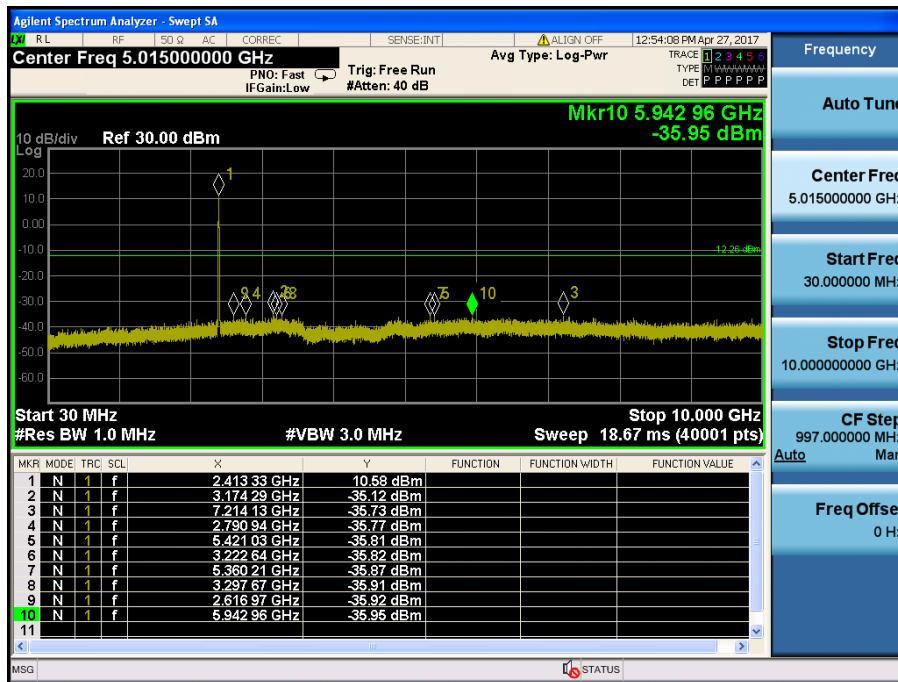 Agilent Spectrum Analyzer - Swept SA
LXI RL RF 50 Ω AC CORREC SENSE:INT ALIGN OFF 12:54:08 PM Apr 27, 2017
Center Freq 5.015000000 GHz
PNO: Fast
IFGain:Low
Trig: Free Run
#Atten: 40 dB
Avg Type: Log-Pwr
TRACE 1 2 3 4 5 6
TYPE M WWWWW
DET P P P P P P
Mkr10 5.942 96 GHz
-35.95 dBm
10 dB/div Ref 30.00 dBm
Log
20.0
10.0
0.00
-10.0
-20.0
-30.0
-40.0
-50.0
-60.0
-12.26 dBm
1
9 4 8 7 5 10 3
Start 30 MHz Stop 10.000 GHz
#Res BW 1.0 MHz #VBW 3.0 MHz Sweep 18.67 ms (40001 pts)
MKR MODE TRC SCL X Y FUNCTION FUNCTION WIDTH FUNCTION VALUE
1 N 1 f 2.413 33 GHz 10.58 dBm
2 N 1 f 3.174 29 GHz -35.12 dBm
3 N 1 f 7.214 13 GHz -35.73 dBm
4 N 1 f 2.790 94 GHz -35.77 dBm
5 N 1 f 5.421 03 GHz -35.81 dBm
6 N 1 f 3.222 64 GHz -35.82 dBm
7 N 1 f 5.360 21 GHz -35.87 dBm
8 N 1 f 3.297 67 GHz -35.91 dBm
9 N 1 f 2.616 97 GHz -35.92 dBm
10 N 1 f 5.942 96 GHz -35.95 dBm
11
MSG STATUS
Frequency
Auto Tun
Center Fre
5.015000000 GH
Start Fre
30.000000 MH
Stop Fre
10.000000000 GH
CF Step
997.000000 MH
Auto Man
Freq Offse
0 H